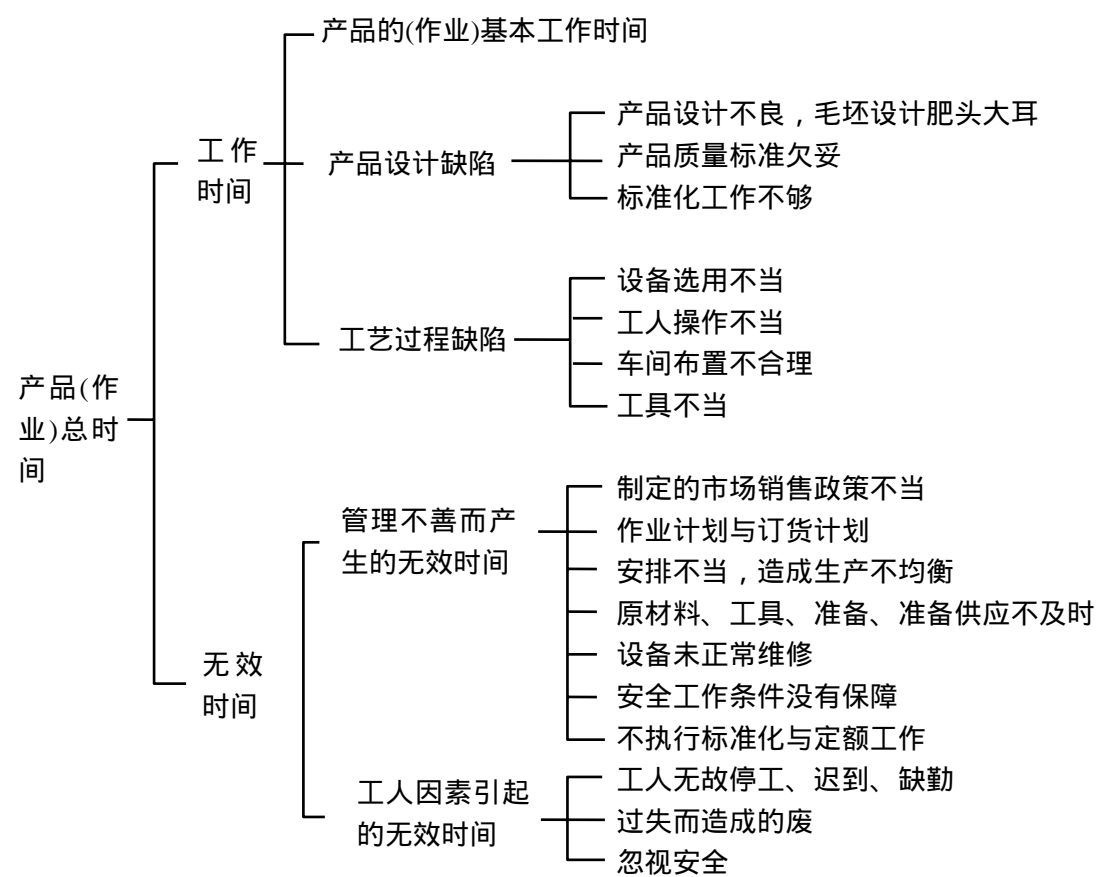 产品的(作业)基本工作时间
产品设计不良，毛坯设计肥头大耳
工作
时间
产品设计缺陷
产品质量标准欠妥
标准化工作不够
设备选用不当
工人操作不当
工艺过程缺陷
车间布置不合理
工具不当
产品(作
业)总时
间
制定的市场销售政策不当
管理不善而产
生的无效时间
作业计划与订货计划
安排不当，造成生产不均衡
原材料、工具、准备、准备供应不及时
无效
时间
设备未正常维修
安全工作条件没有保障
不执行标准化与定额工作
工人因素引起
的无效时间
工人无故停工、迟到、缺勤
过失而造成的废
忽视安全